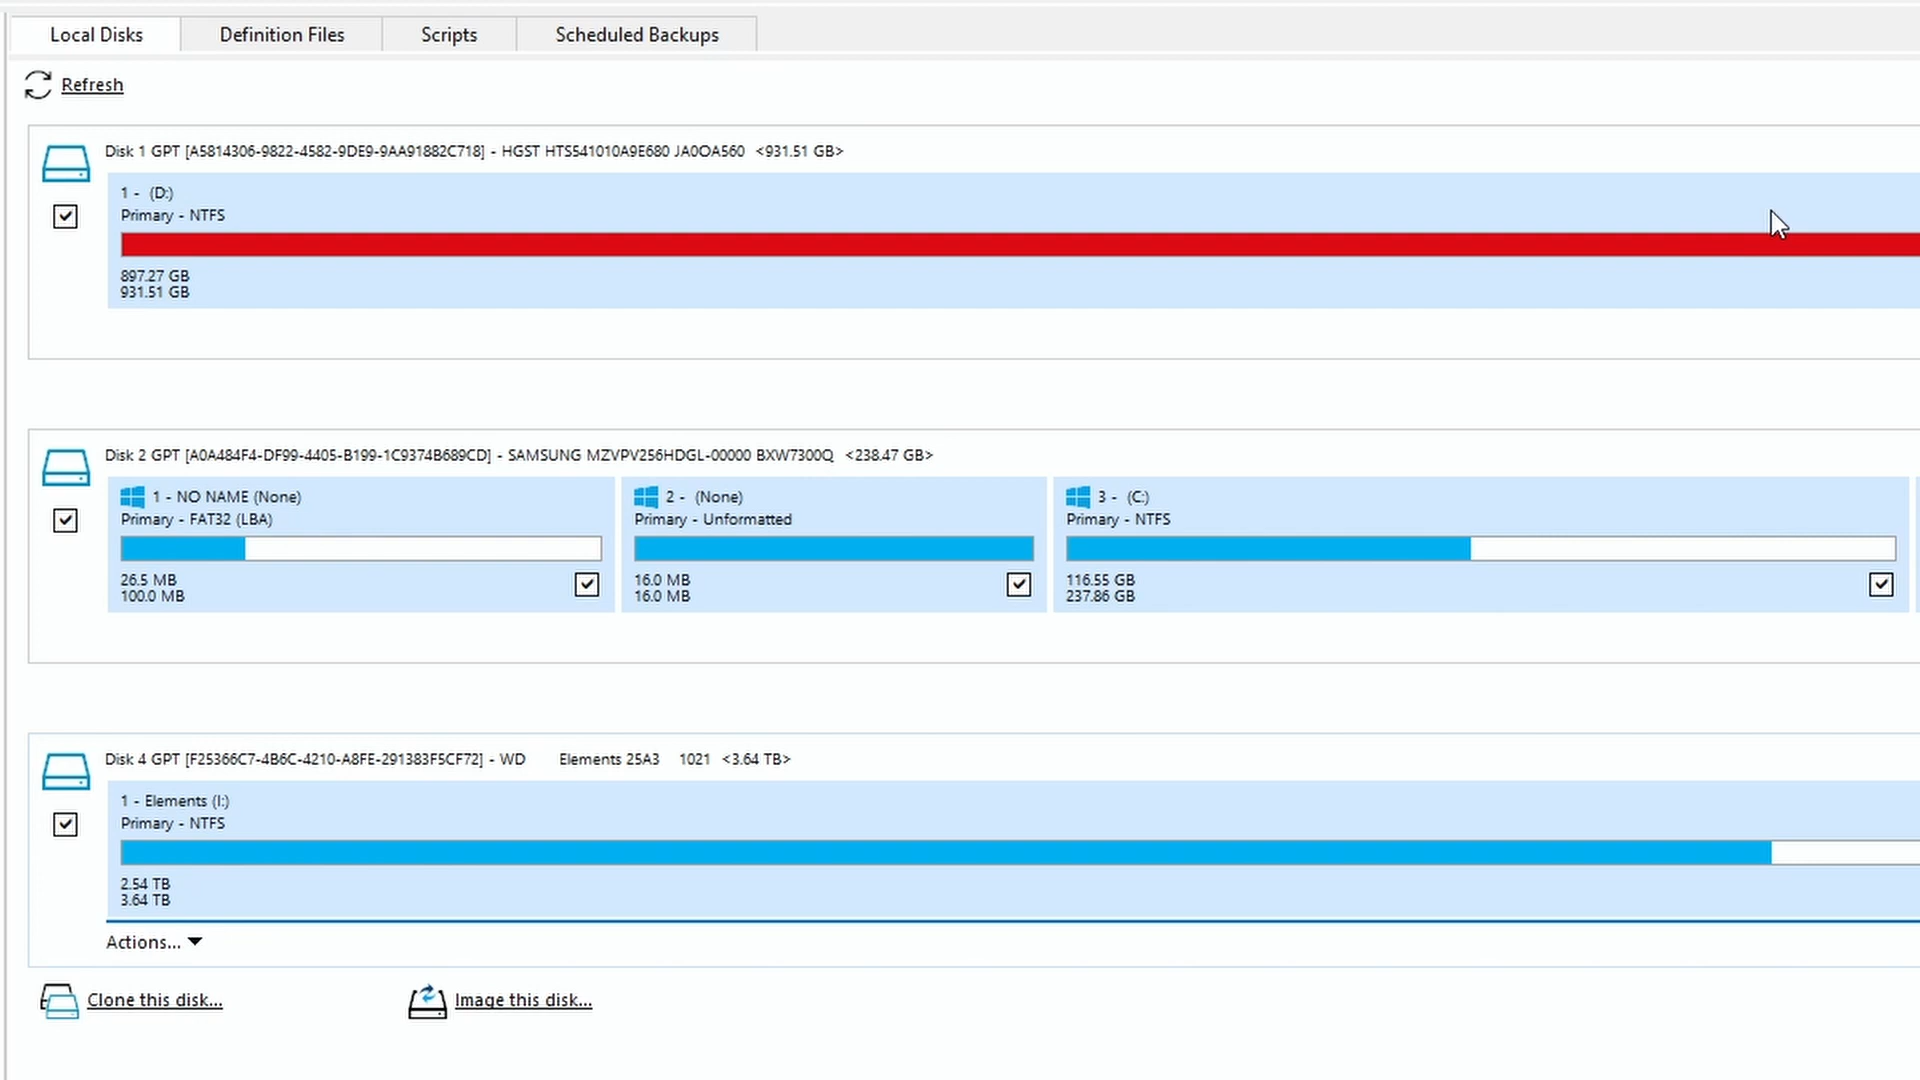 Local Disks Definition Files Scripts Scheduled Backups
Refresh
Disk 1 GPT [A5814306-9822-4582-9DE9-9AA91882C718] - HGST HTS541010A9E680 JA0OA560 <931.51 GB>
1 - (D:)
Primary - NTFS
897.27 GB
931.51 GB
Disk 2 GPT [A0A484F4-DF99-4405-B199-1C9374B689CD] - SAMSUNG MZVPV256HDGL-00000 BXW7300Q <238.47 GB>
1 - NO NAME (None)
Primary - FAT32 (LBA)
26.5 MB
100.0 MB
2 - (None)
Primary - Unformatted
16.0 MB
16.0 MB
3 - (C:)
Primary - NTFS
116.55 GB
237.86 GB
Disk 4 GPT [F25366C7-4B6C-4210-A8FE-291383F5CF72] - WD Elements 25A3 1021 <3.64 TB>
1 - Elements (I:)
Primary - NTFS
2.54 TB
3.64 TB
Actions...
Clone this disk... Image this disk...